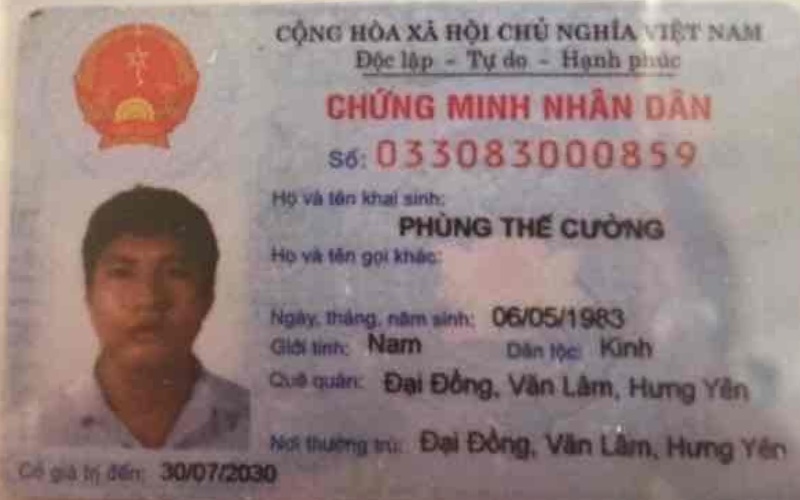 CỘNG HÒA XÃ HỘI CHỦ NGHĨA VIỆT NAM
Độc lập - Tự do - Hạnh phúc
CHỨNG MINH NHÂN DÂN
Số: 033083000859
Họ và tên khai sinh:
PHÙNG THẾ CƯỜNG
Họ và tên gọi khác:
Ngày, tháng, năm sinh: 06/05/1983
Giới tính: Nam Dân tộc: Kinh
Quê quán: Đại Đồng, Văn Lâm, Hưng Yên
Nơi thường trú: Đại Đồng, Văn Lâm, Hưng Yên
Có giá trị đến: 30/07/2030